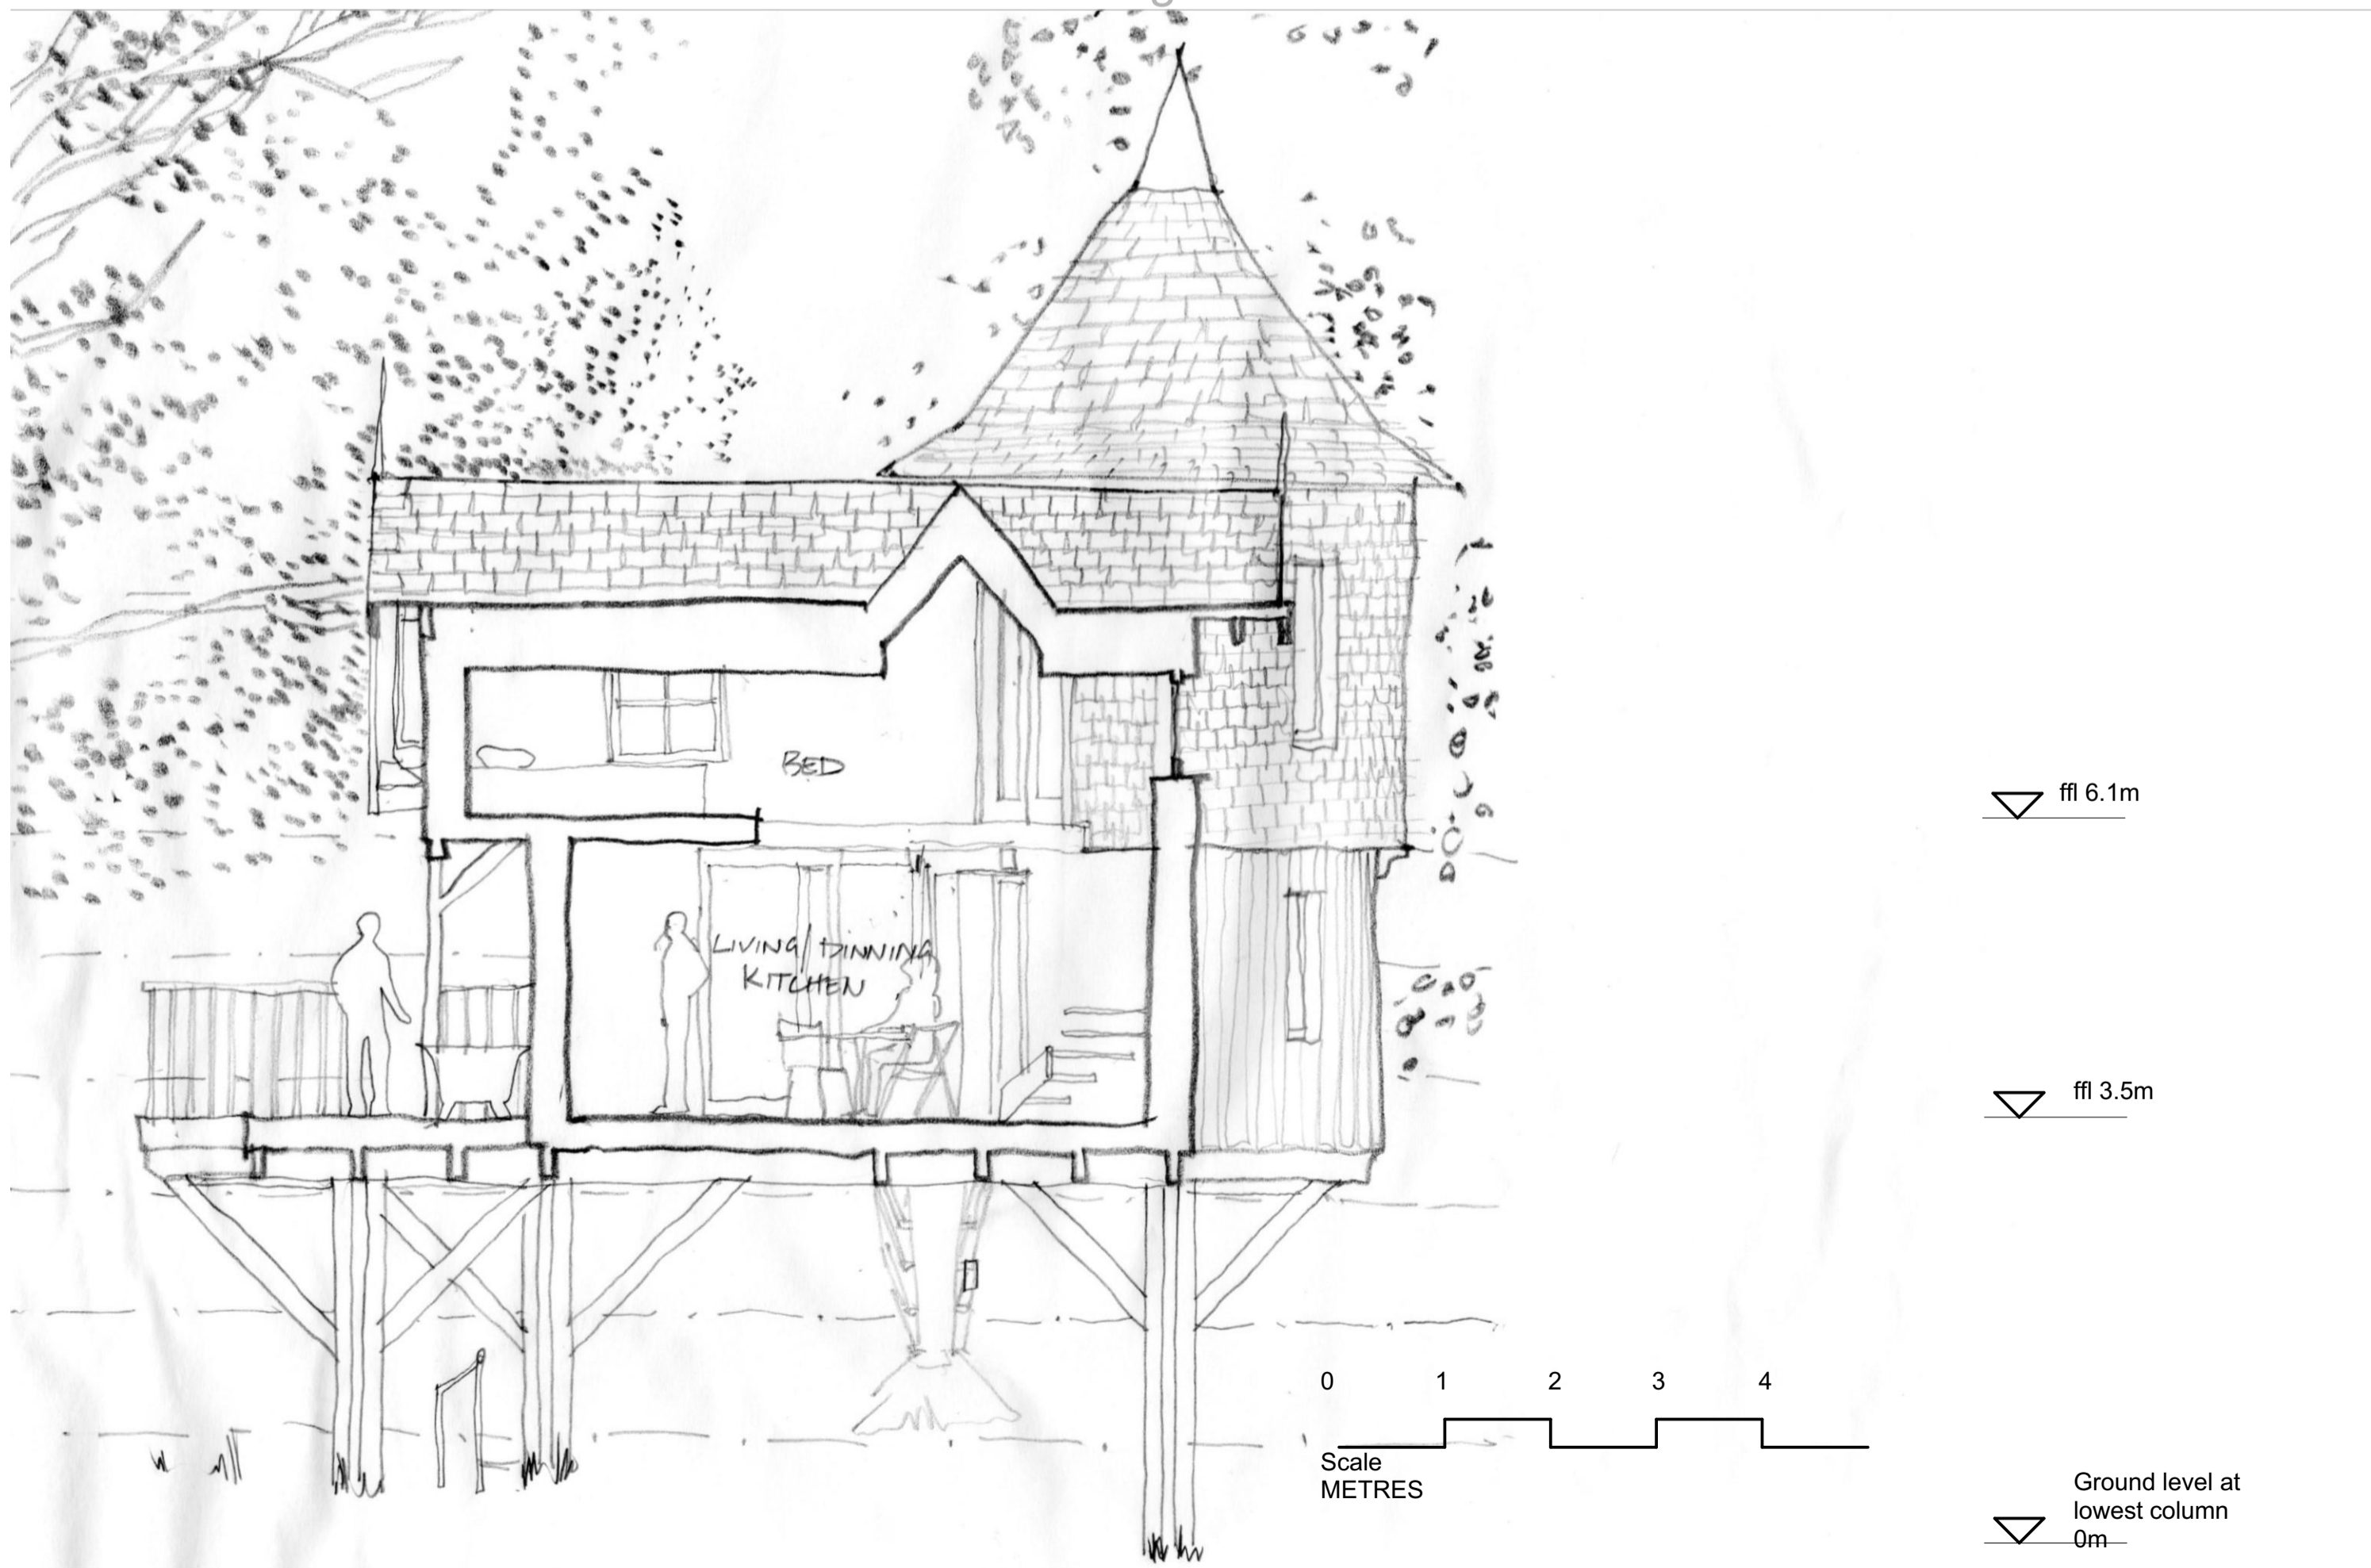 BED
ffl 6.1m
LIVING/DINNING
KITCHEN
ffl 3.5m
0 1 2 3 4
Scale
METRES
Ground level at
lowest column
0m